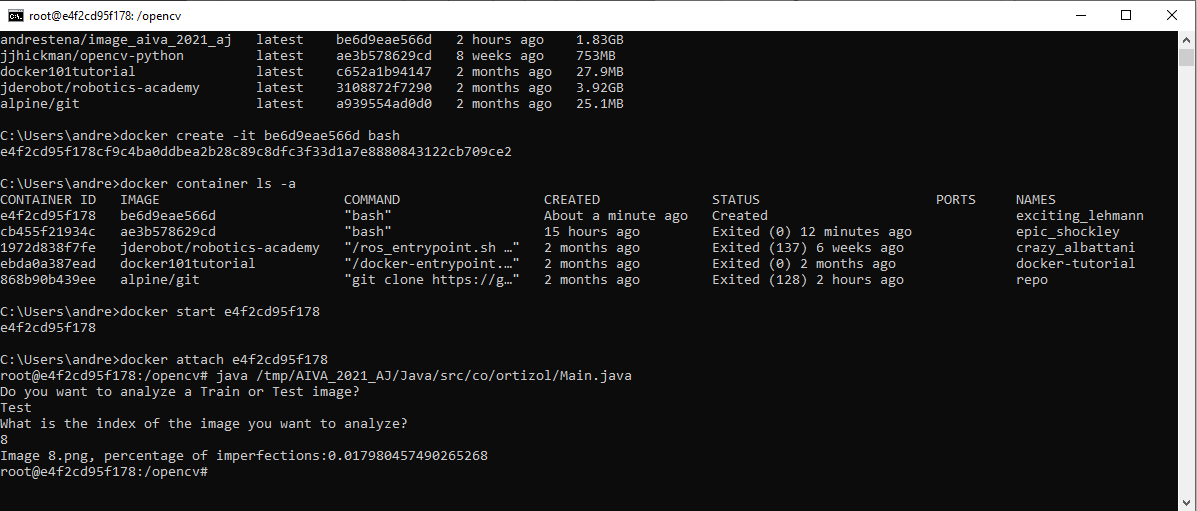 root@e4f2cd95f178: /opencv
andrestena/image_aiva_2021_aj   latest    be6d9eae566d   2 hours ago    1.83GB
jjhickman/opencv-python         latest    ae3b578629cd   8 weeks ago    753MB
docker101tutorial               latest    c652a1b94147   2 months ago   27.9MB
jderobot/robotics-academy       latest    3108872f7290   2 months ago   3.92GB
alpine/git                      latest    a939554ad0d0   2 months ago   25.1MB
C:\Users\andre>docker create -it be6d9eae566d bash
e4f2cd95f178cf9c4ba0ddbea2b28c89c8dfc3f33d1a7e8880843122cb709ce2
C:\Users\andre>docker container ls -a
CONTAINER ID   IMAGE                       COMMAND                  CREATED              STATUS                      PORTS     NAMES
e4f2cd95f178   be6d9eae566d                "bash"                   About a minute ago   Created                               exciting_lehmann
cb455f21934c   ae3b578629cd                "bash"                   15 hours ago         Exited (0) 12 minutes ago             epic_shockley
1972d838f7fe   jderobot/robotics-academy   "/ros_entrypoint.sh …"   2 months ago         Exited (137) 6 weeks ago              crazy_albattani
ebda0a387ead   docker101tutorial           "/docker-entrypoint.…"   2 months ago         Exited (0) 2 months ago               docker-tutorial
868b90b439ee   alpine/git                  "git clone https://g…"   2 months ago         Exited (128) 2 hours ago              repo
C:\Users\andre>docker start e4f2cd95f178
e4f2cd95f178
C:\Users\andre>docker attach e4f2cd95f178
root@e4f2cd95f178:/opencv# java /tmp/AIVA_2021_AJ/Java/src/co/ortizol/Main.java
Do you want to analyze a Train or Test image?
Test
What is the index of the image you want to analyze?
8
Image 8.png, percentage of imperfections:0.017980457490265268
root@e4f2cd95f178:/opencv#